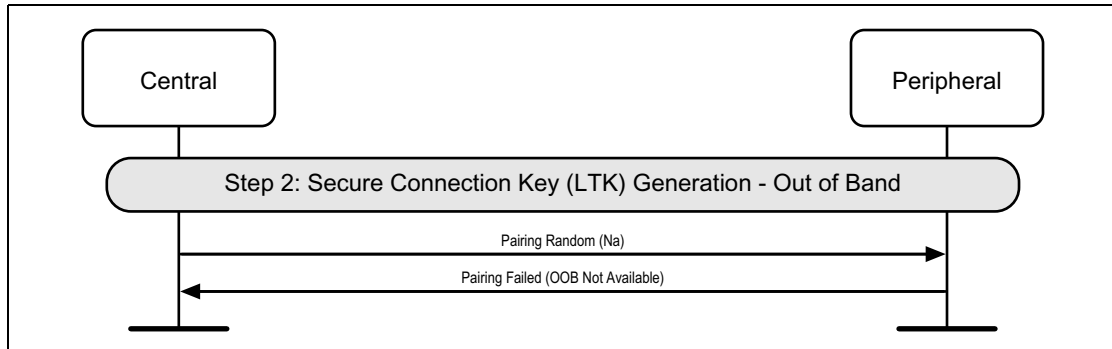 Central
Peripheral
Step 2: Secure Connection Key (LTK) Generation - Out of Band
Pairing Random (Na)
Pairing Failed (OOB Not Available)